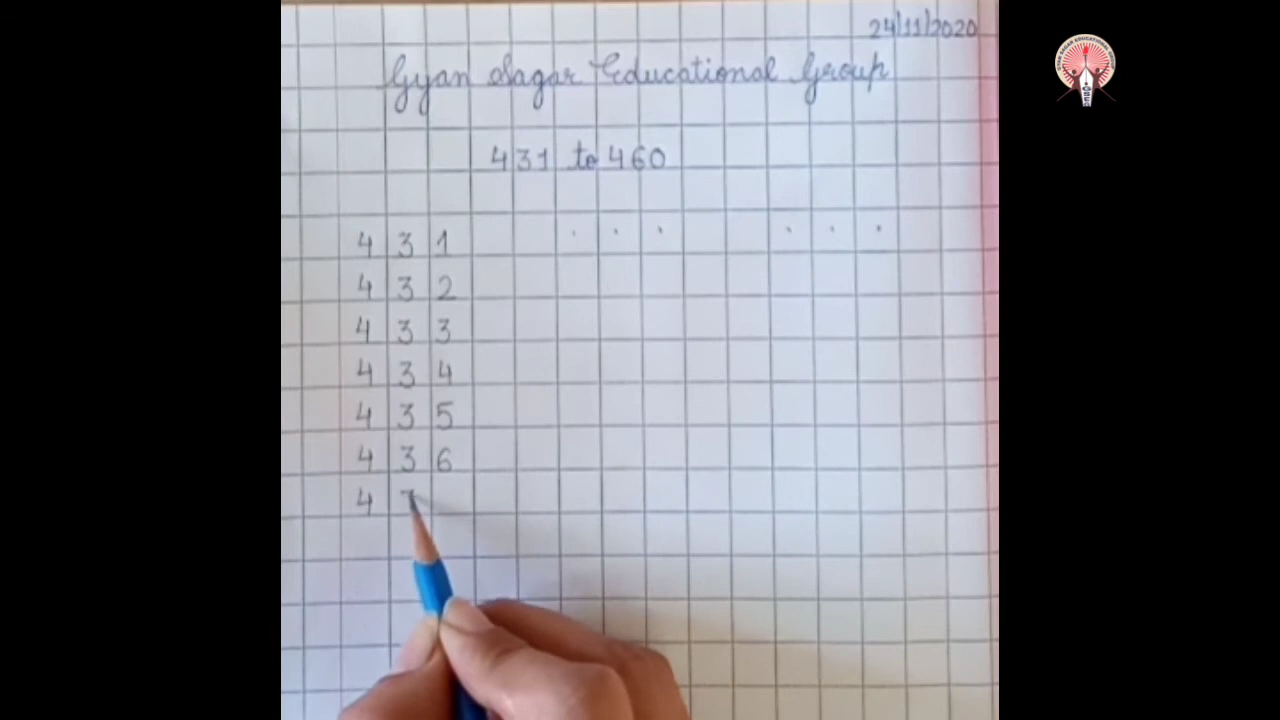 24/11/2020
Gyan Sagar Educational Group
431 to 460
4 3 1
4 3 2
4 3 3
4 3 4
4 3 5
4 3 6
4